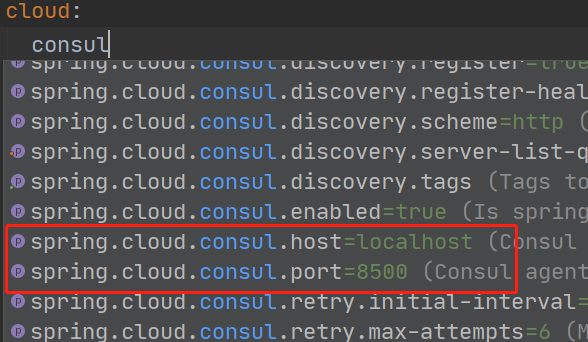 cloud:
consul
spring.cloud.consul.discovery.register=true
spring.cloud.consul.discovery.register-heal
spring.cloud.consul.discovery.scheme=http (
spring.cloud.consul.discovery.server-list-q
spring.cloud.consul.discovery.tags (Tags to
spring.cloud.consul.enabled=true (Is spring
spring.cloud.consul.host=localhost (Consul
spring.cloud.consul.port=8500 (Consul agent
spring.cloud.consul.retry.initial-interval=
spring.cloud.consul.retry.max-attempts=6 (M